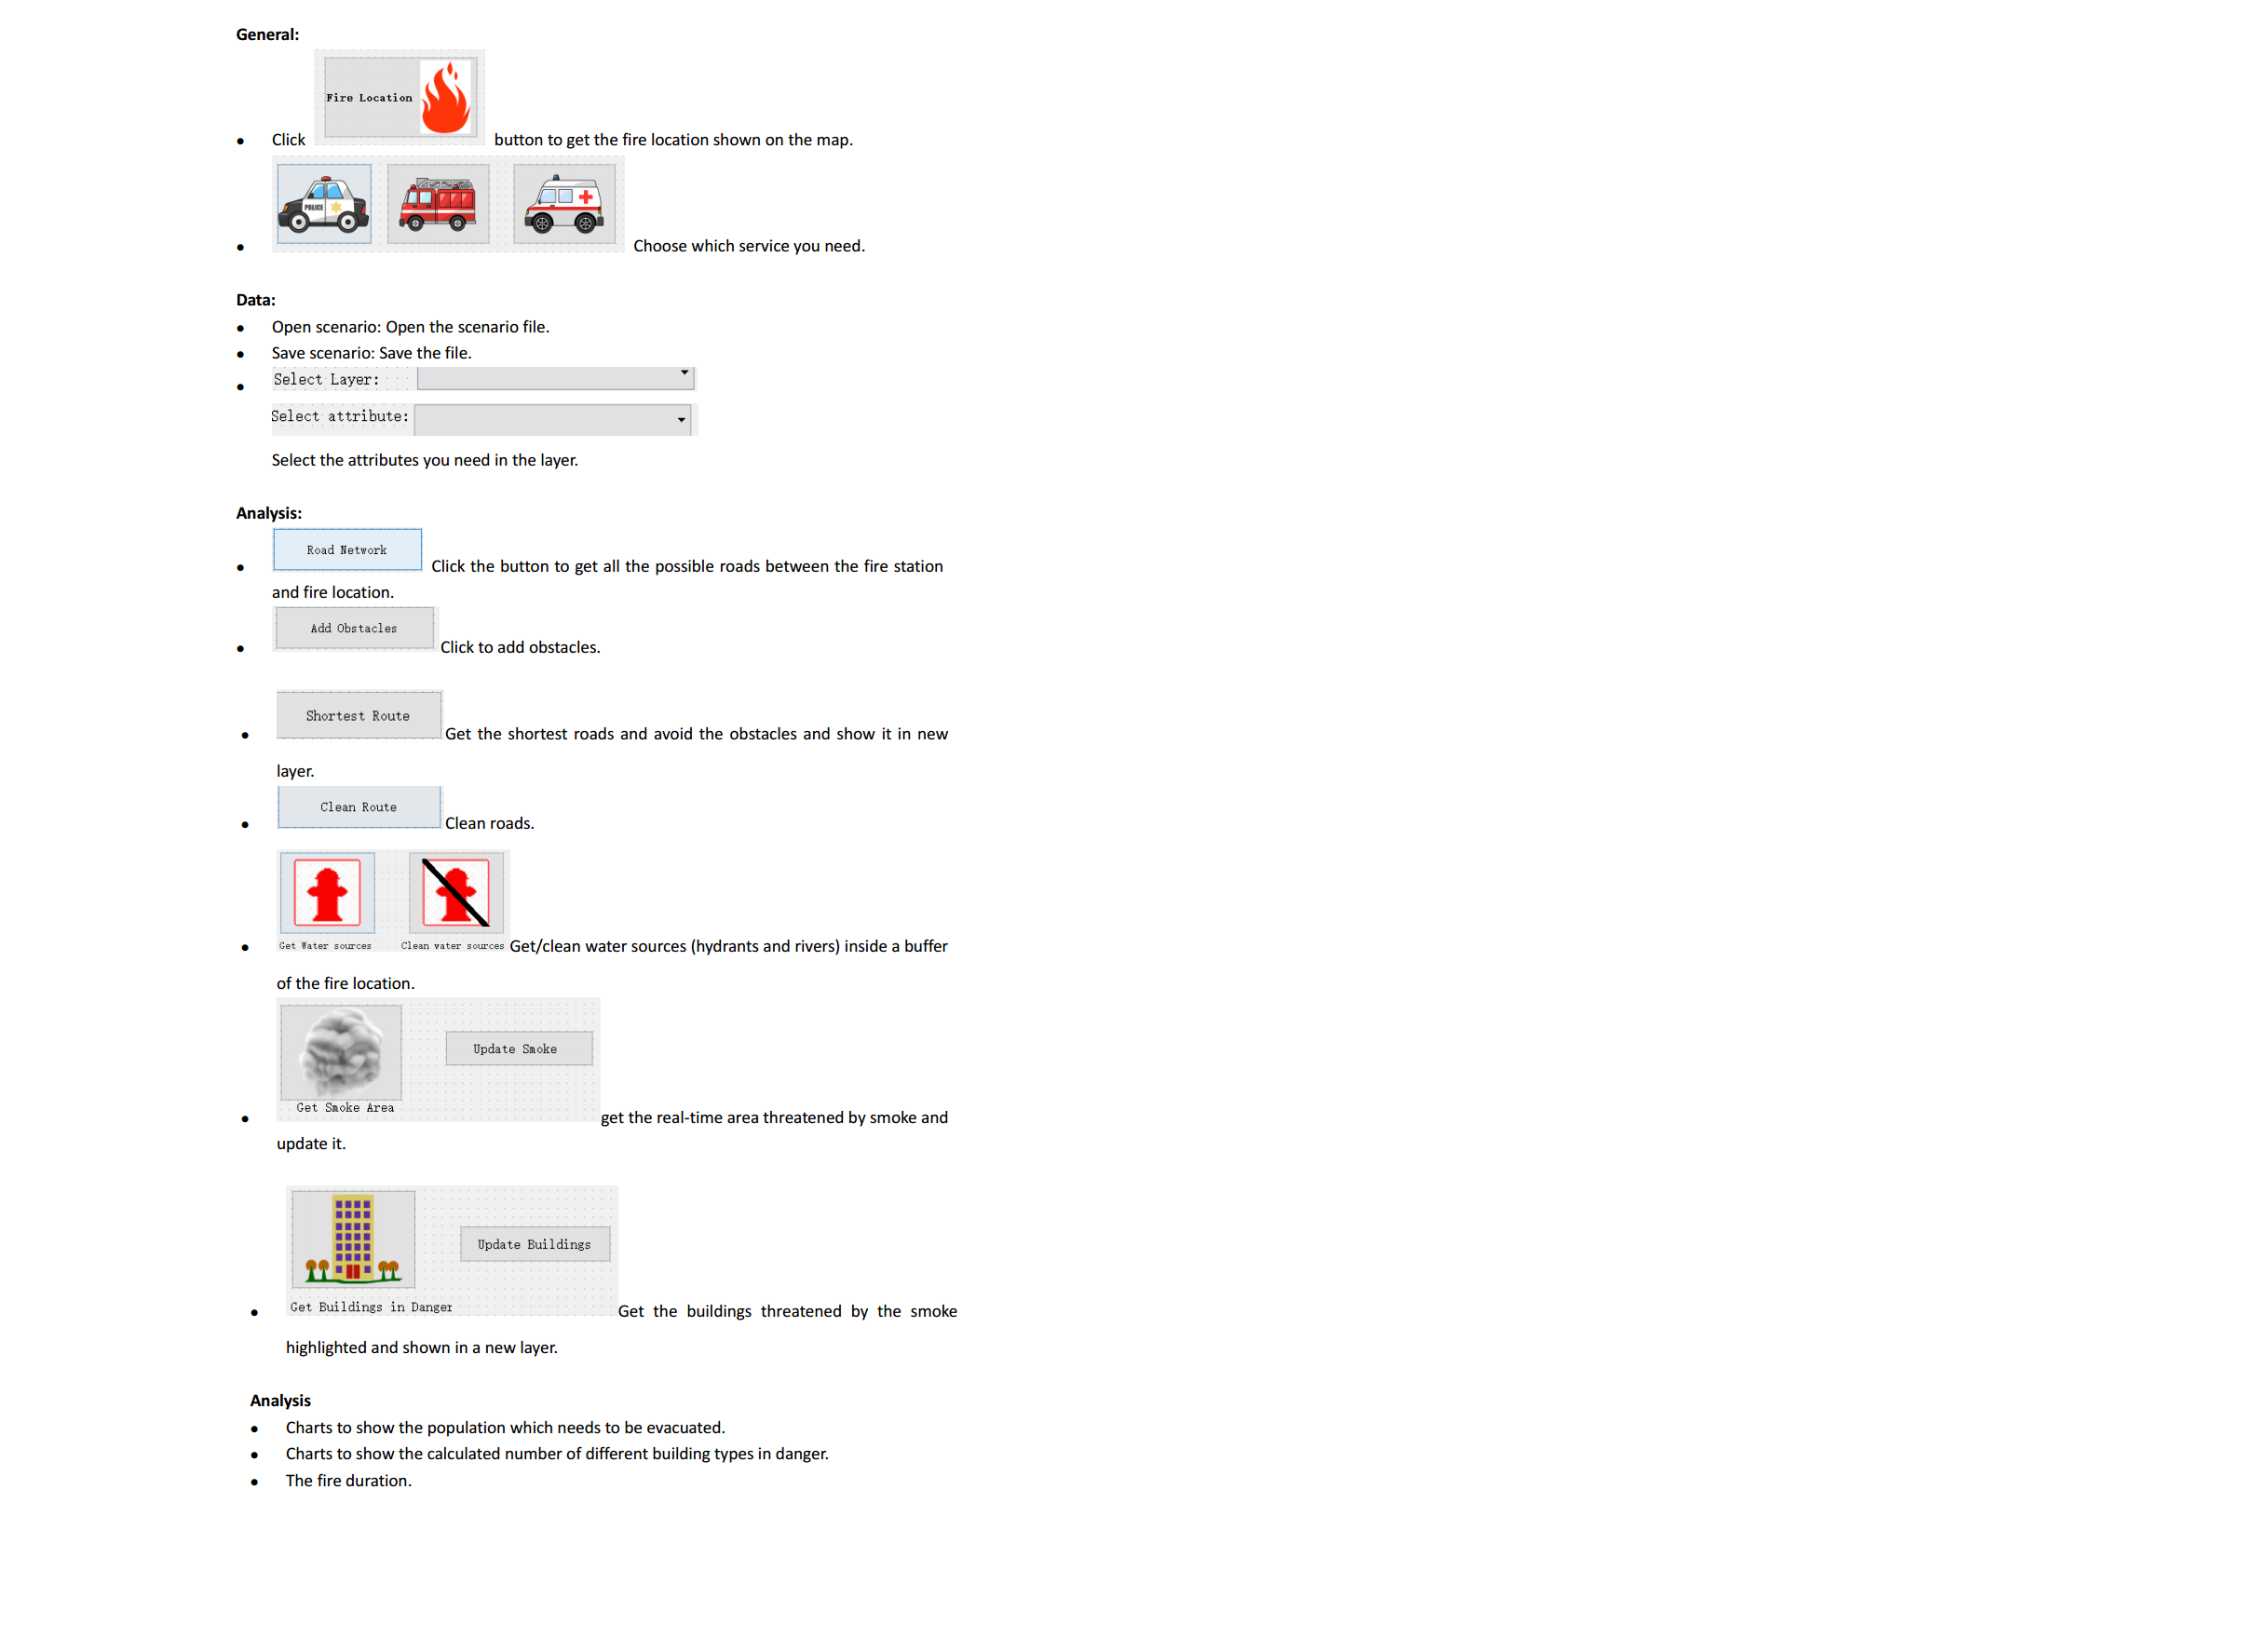 General:
Fire Location
• Click button to get the fire location shown on the map.
POLICE
• Choose which service you need.
Data:
• Open scenario: Open the scenario file.
• Save scenario: Save the file.
• Select Layer:
Select attribute:
Select the attributes you need in the layer.
Analysis:
Road Network
• Click the button to get all the possible roads between the fire station
and fire location.
Add Obstacles
• Click to add obstacles.
Shortest Route
• Get the shortest roads and avoid the obstacles and show it in new
layer.
Clean Route
• Clean roads.
• Get Water sources Clean water sources Get/clean water sources (hydrants and rivers) inside a buffer
of the fire location.
Update Smoke
Get Smoke Area
• get the real-time area threatened by smoke and
update it.
Update Buildings
Get Buildings in Danger
• Get the buildings threatened by the smoke
highlighted and shown in a new layer.
Analysis
• Charts to show the population which needs to be evacuated.
• Charts to show the calculated number of different building types in danger.
• The fire duration.